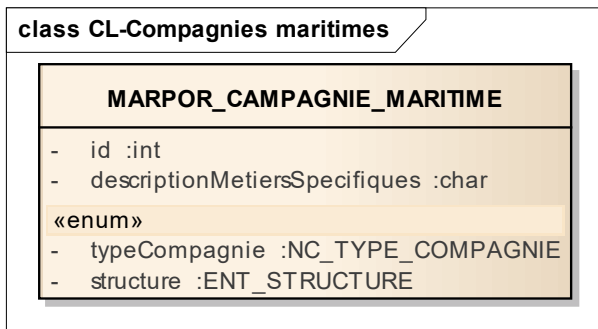 class CL-Compagnies maritimes
MARPOR_CAMPAGNIE_MARITIME
- id :int
- descriptionMetiersSpecifiques :char
«enum»
- typeCompagnie :NC_TYPE_COMPAGNIE
- structure :ENT_STRUCTURE